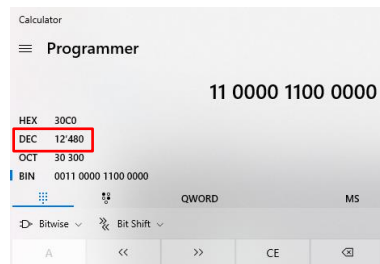 Calculator
Programmer
11 0000 1100 0000
HEX 30C0
DEC 12'480
OCT 30 300
BIN 0011 0000 1100 0000
QWORD MS
Bitwise Bit Shift
A << >> CE